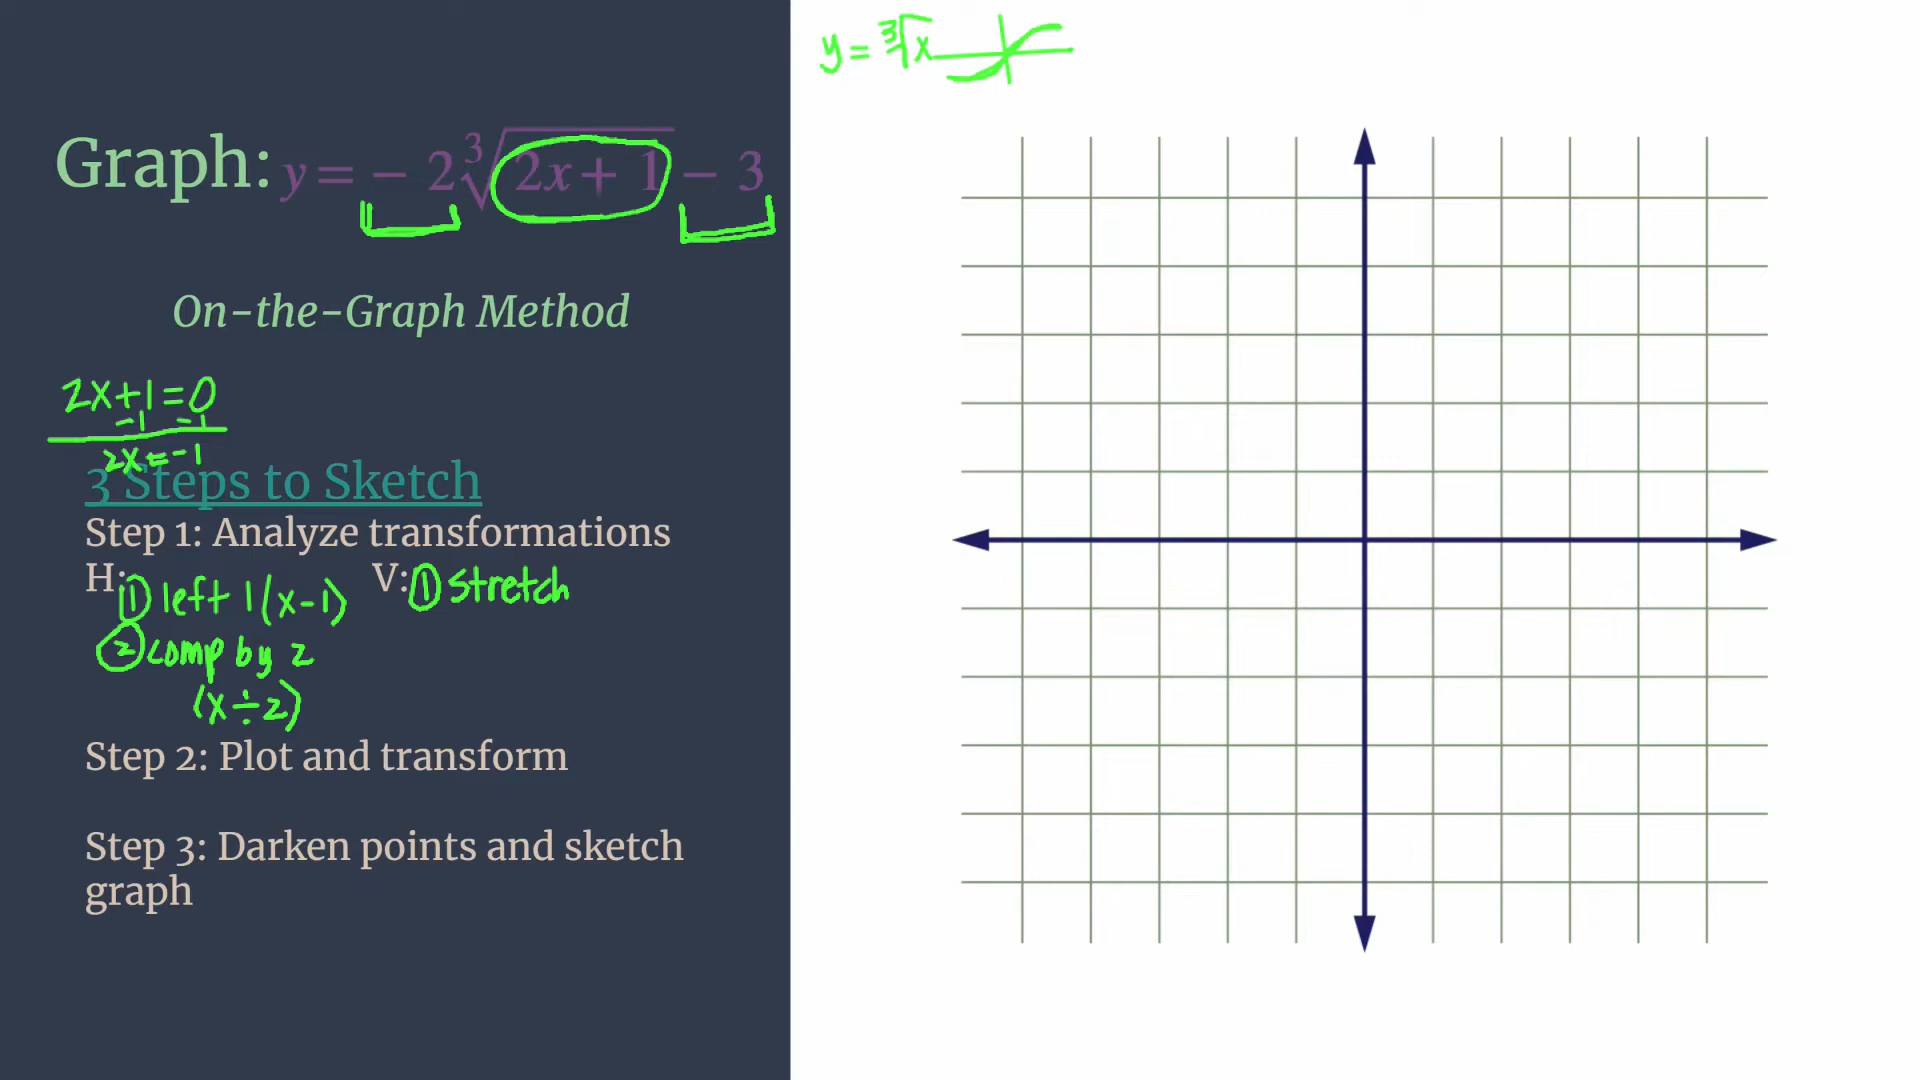 y = ∛x
Graph: y = − 2∛(2x + 1) − 3
On-the-Graph Method
2x+1=0
-1 -1
2x=-1
3 Steps to Sketch
Step 1: Analyze transformations
H: V:
① left 1 (x-1) ① stretch
② comp by 2
(x÷2)
Step 2: Plot and transform
Step 3: Darken points and sketch
graph